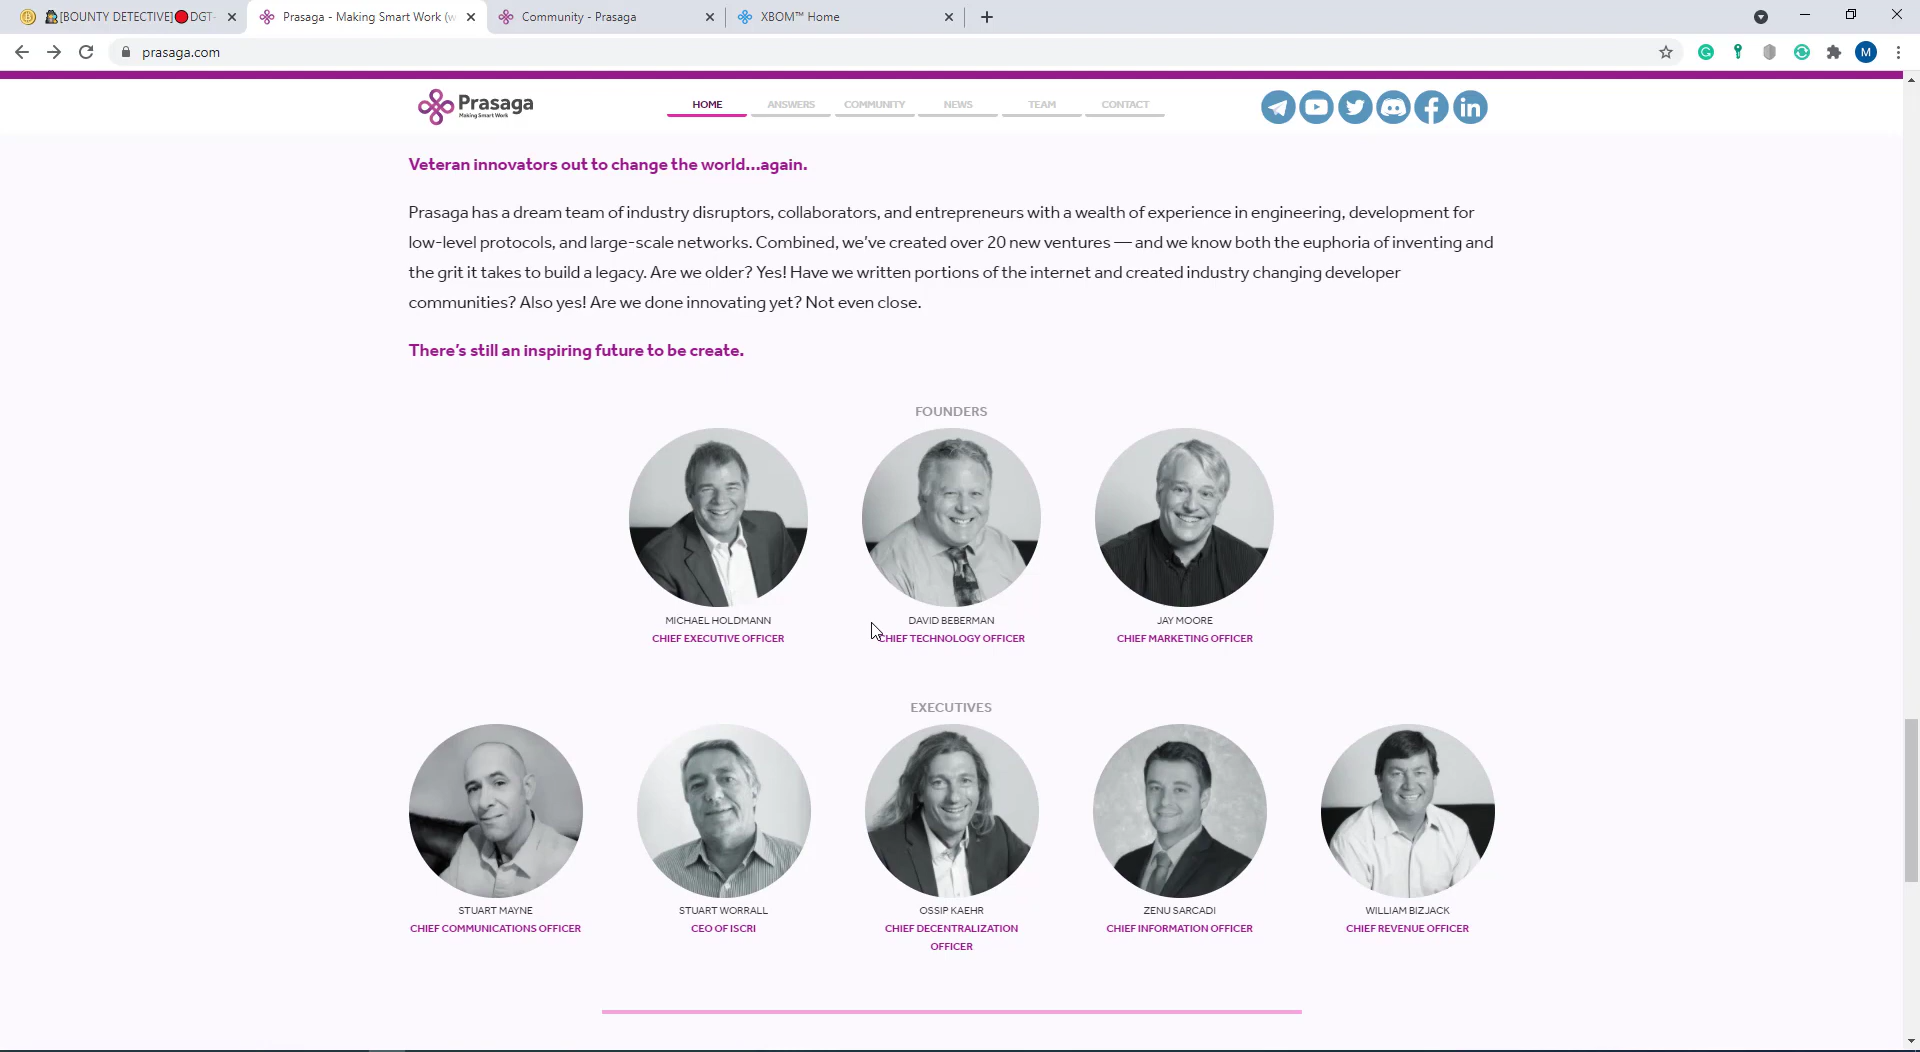 [BOUNTY DETECTIVE]🔴DGT-
Prasaga - Making Smart Work (w
Community - Prasaga
XBOM™ Home
prasaga.com
M
Prasaga
Making Smart Work
HOME
ANSWERS
COMMUNITY
NEWS
TEAM
CONTACT
Veteran innovators out to change the world...again.
Prasaga has a dream team of industry disruptors, collaborators, and entrepreneurs with a wealth of experience in engineering, development for
low-level protocols, and large-scale networks. Combined, we've created over 20 new ventures — and we know both the euphoria of inventing and
the grit it takes to build a legacy. Are we older? Yes! Have we written portions of the internet and created industry changing developer
communities? Also yes! Are we done innovating yet? Not even close.
There's still an inspiring future to be create.
FOUNDERS
MICHAEL HOLDMANN
CHIEF EXECUTIVE OFFICER
DAVID BEBERMAN
CHIEF TECHNOLOGY OFFICER
JAY MOORE
CHIEF MARKETING OFFICER
EXECUTIVES
STUART MAYNE
CHIEF COMMUNICATIONS OFFICER
STUART WORRALL
CEO OF ISCRI
OSSIP KAEHR
CHIEF DECENTRALIZATION
OFFICER
ZENU SARCADI
CHIEF INFORMATION OFFICER
WILLIAM BIZJACK
CHIEF REVENUE OFFICER